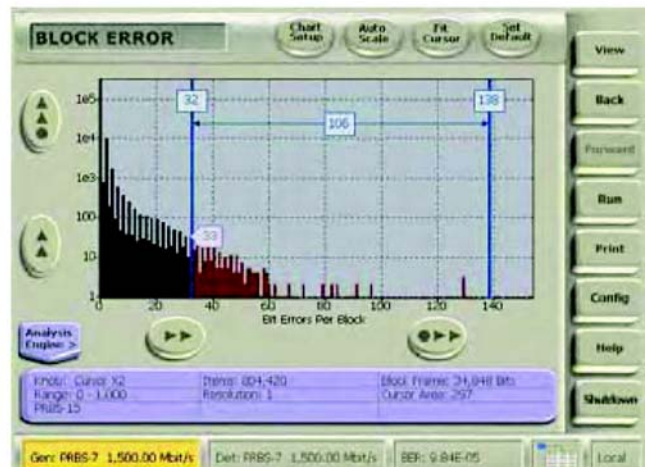 BLOCK ERROR
Chart Setup
Auto Scale
Fit Cursor
Set Default
View
Back
Forward
Run
Print
Config
Help
Shutdown
1e5
1e4
1e3
100
10
1
32
138
106
33
0 20 40 60 80 100 120 140
Bit Errors Per Block
Analysis Engine >
Knob: Cursor X2 Items: 804,420 Block Frame: 34,848 Bits
Range: 0 - 1,000 Resolution: 1 Cursor Area: 297
PRBS-15
Gen: PRBS-7 1,500.00 Mbit/s Det: PRBS-7 1,500.00 Mbit/s BER: 9.84E-05 Local